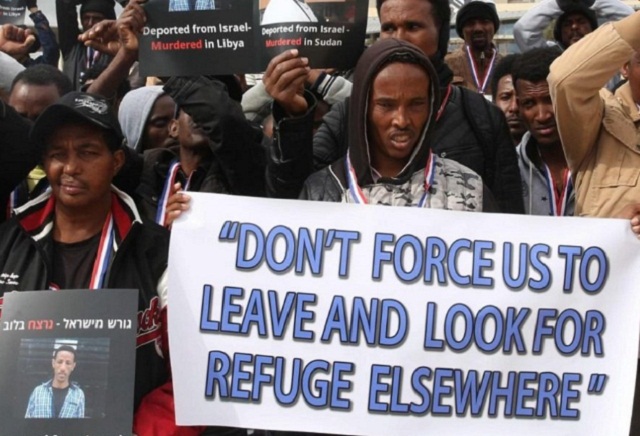 Deported from Israel-
Murdered in Libya
Deported from Israel-
Murdered in Sudan
"DON'T FORCE US TO
LEAVE AND LOOK FOR
REFUGE ELSEWHERE"
גורש מישראל - נרצח בלוב